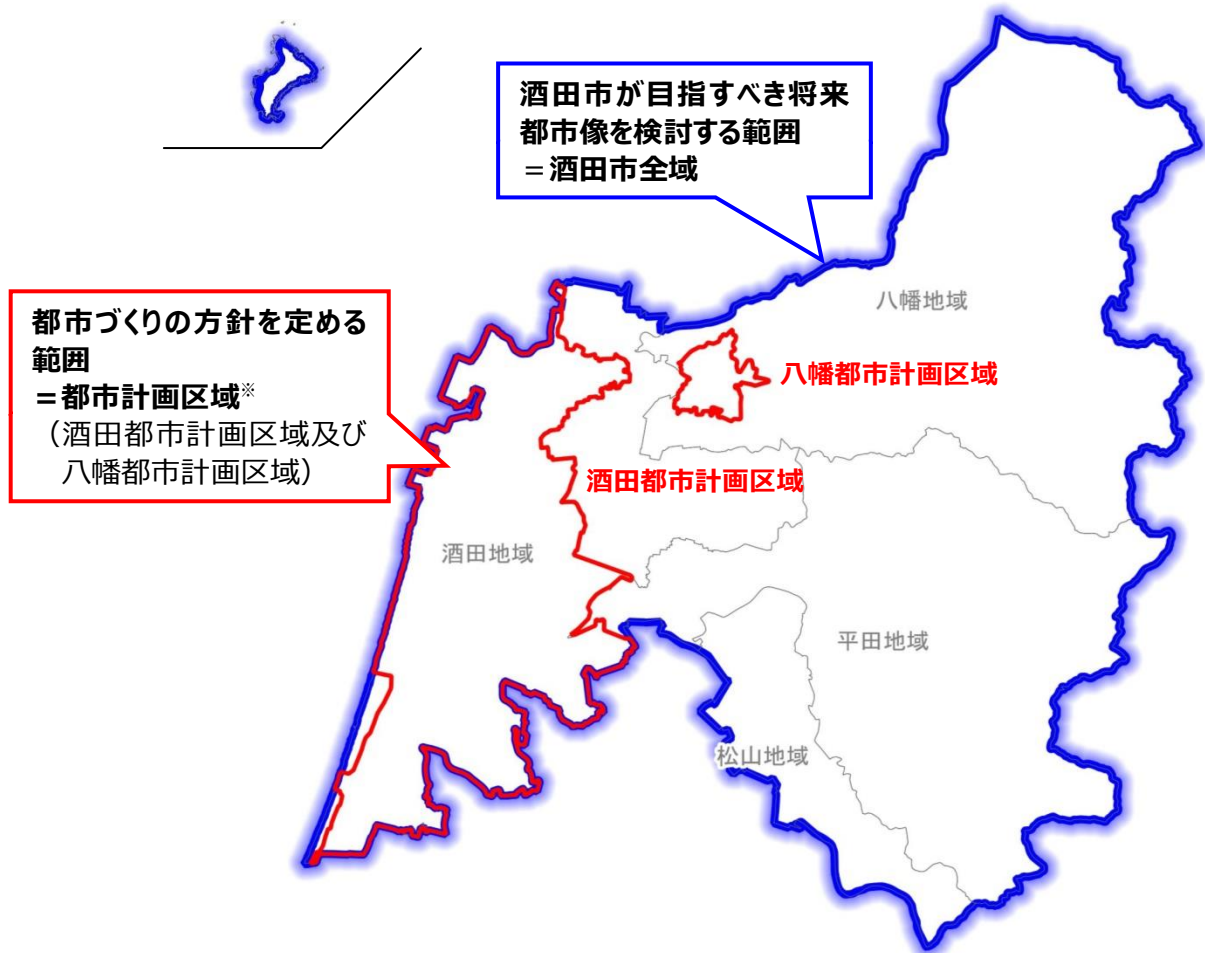 酒田市が目指すべき将来
都市像を検討する範囲
＝酒田市全域
八幡地域
都市づくりの方針を定める
範囲
＝都市計画区域※
（酒田都市計画区域及び
八幡都市計画区域）
八幡都市計画区域
酒田都市計画区域
酒田地域
平田地域
松山地域